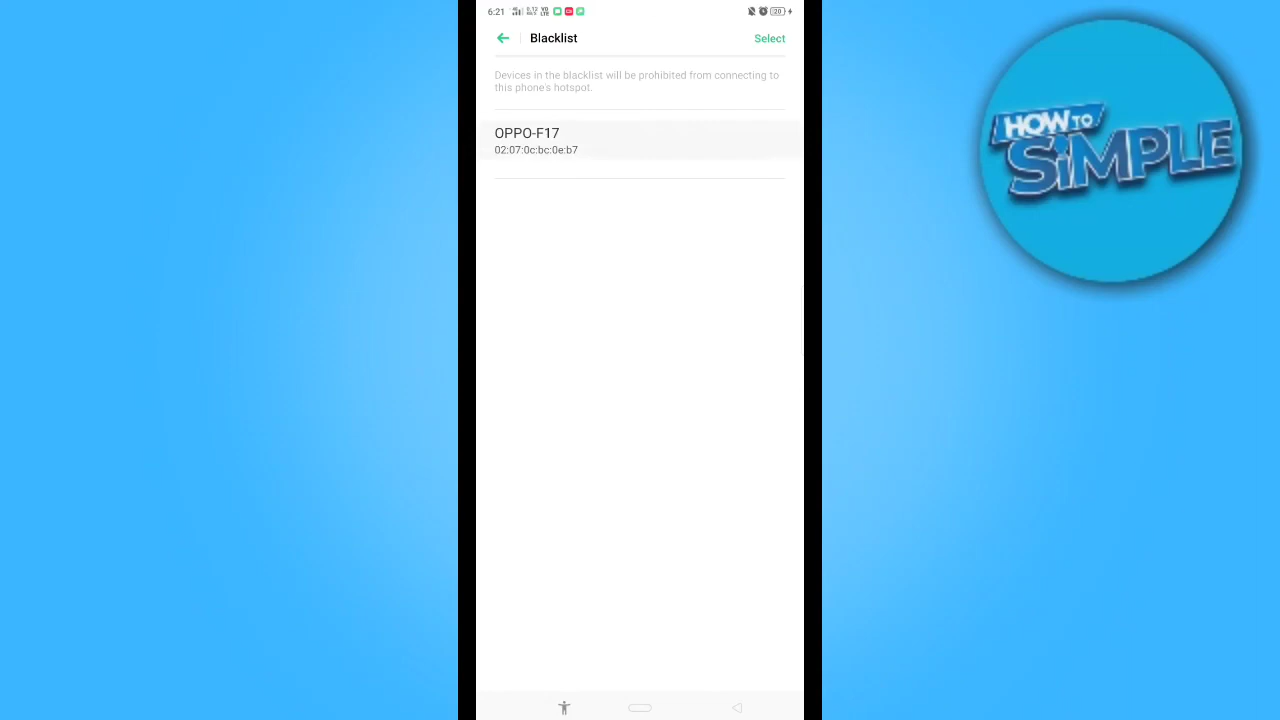 6:21
Blacklist
Select
Devices in the blacklist will be prohibited from connecting to
this phone's hotspot.
OPPO-F17
02:07:0c:bc:0e:b7
HOW TO
SiMPLE